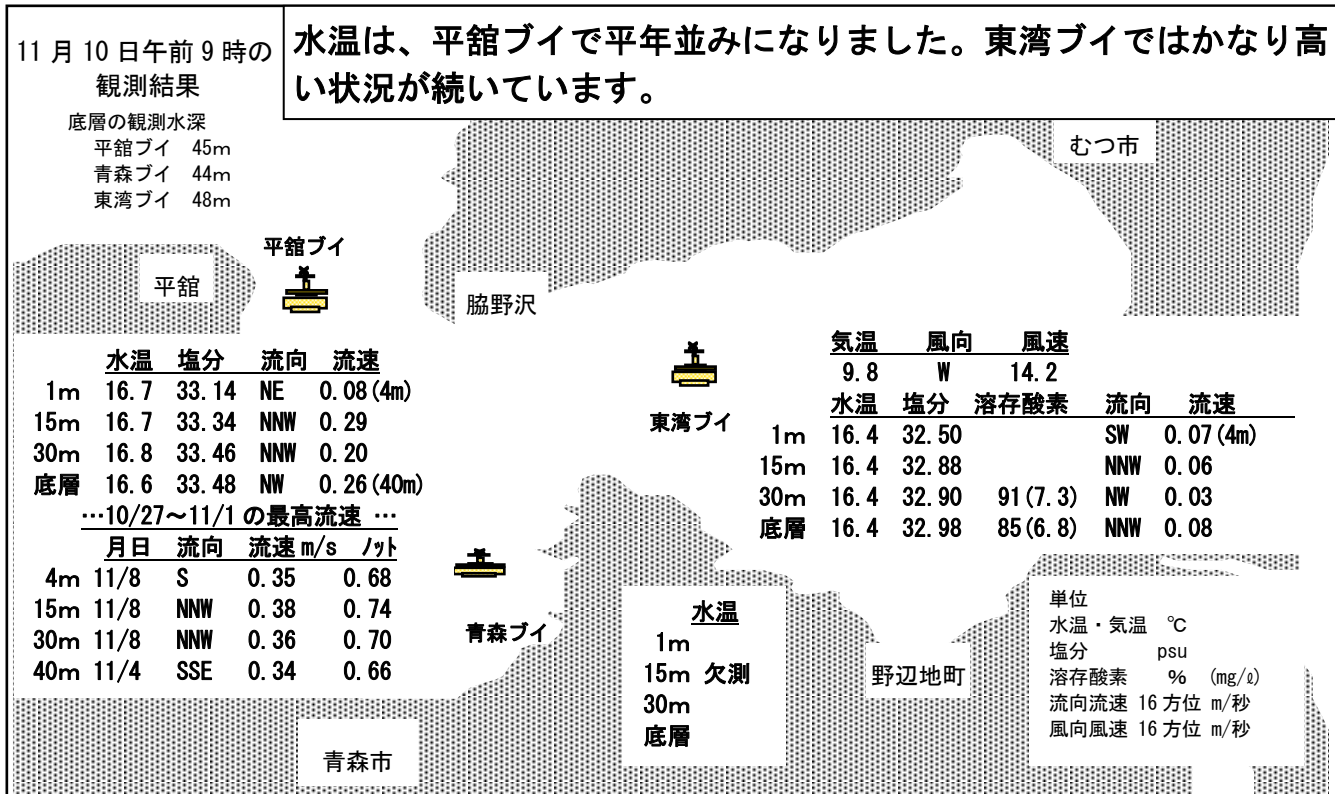 11月10日午前9時の
観測結果
水温は、平舘ブイで平年並みになりました。東湾ブイではかなり高
い状況が続いています。
底層の観測水深
平舘ブイ 45m
青森ブイ 44m
東湾ブイ 48m
むつ市
平舘ブイ
平舘
脇野沢
水温 塩分 流向 流速
1m 16.7 33.14 NE 0.08(4m)
15m 16.7 33.34 NNW 0.29
30m 16.8 33.46 NNW 0.20
底層 16.6 33.48 NW 0.26(40m)
…10/27～11/1の最高流速 …
月日 流向 流速m/s ノット
4m 11/8 S 0.35 0.68
15m 11/8 NNW 0.38 0.74
30m 11/8 NNW 0.36 0.70
40m 11/4 SSE 0.34 0.66
東湾ブイ
気温 風向 風速
9.8 W 14.2
水温 塩分 溶存酸素 流向 流速
1m 16.4 32.50 SW 0.07(4m)
15m 16.4 32.88 NNW 0.06
30m 16.4 32.90 91(7.3) NW 0.03
底層 16.4 32.98 85(6.8) NNW 0.08
青森ブイ
水温
1m
15m 欠測
30m
底層
野辺地町
青森市
単位
水温・気温 ℃
塩分 psu
溶存酸素 % (mg/ℓ)
流向流速 16方位 m/秒
風向風速 16方位 m/秒